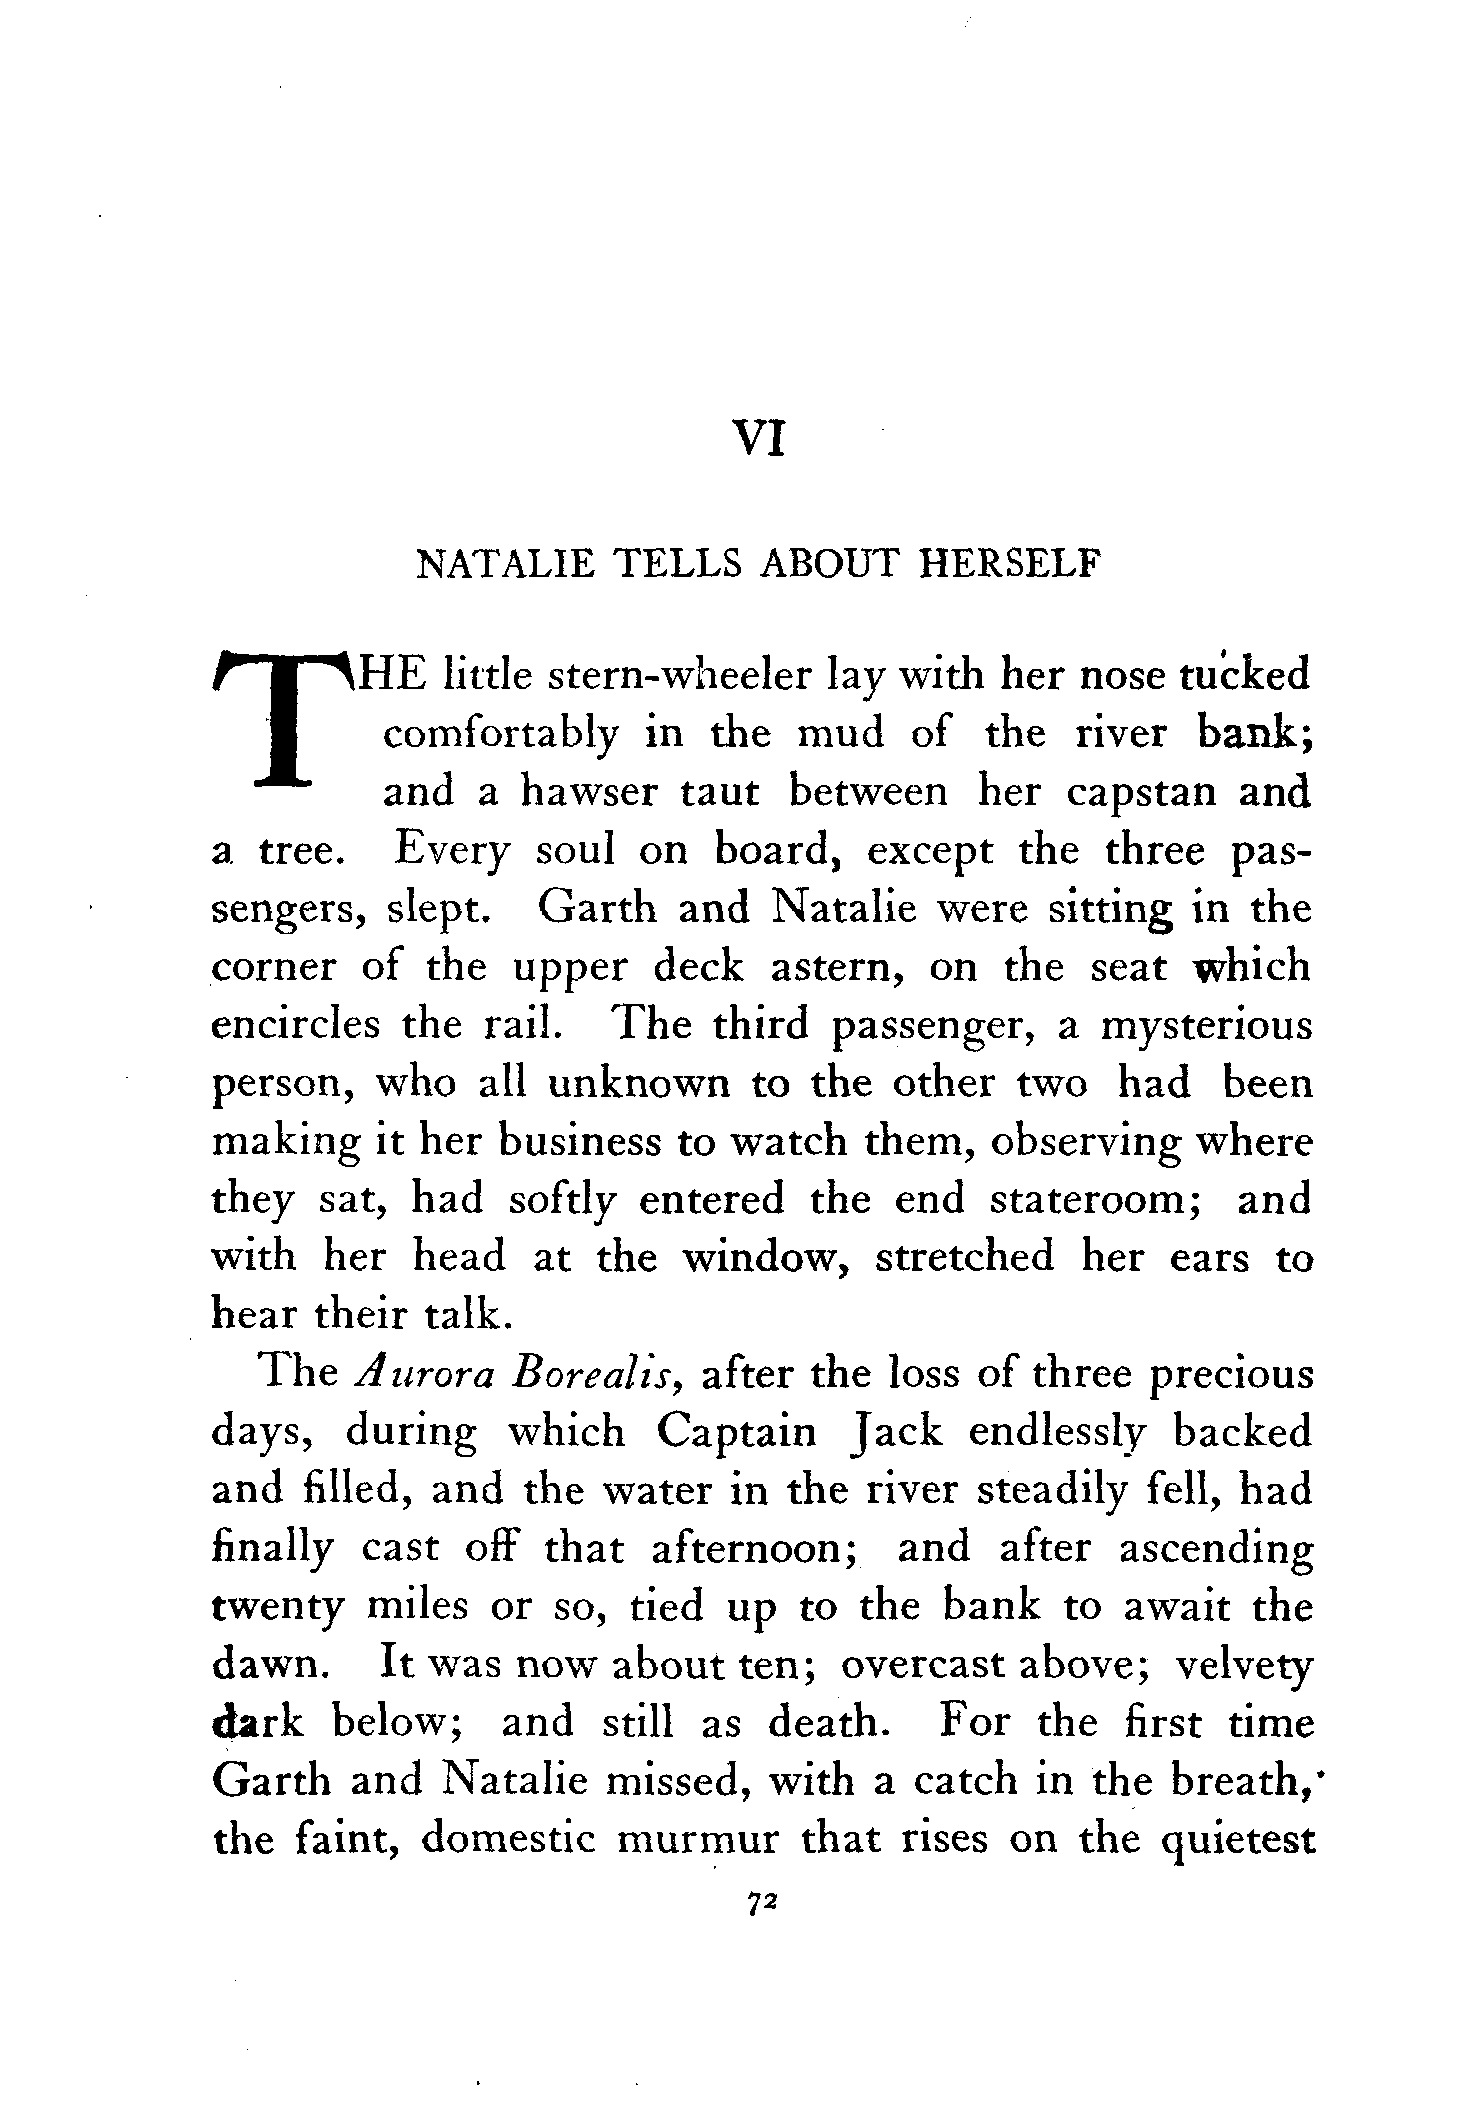 VI
NATALIE TELLS ABOUT HERSELF
THE little stern-wheeler lay with her nose tucked
comfortably in the mud of the river bank;
and a hawser taut between her capstan and
a tree. Every soul on board, except the three pas-
sengers, slept. Garth and Natalie were sitting in the
corner of the upper deck astern, on the seat which
encircles the rail. The third passenger, a mysterious
person, who all unknown to the other two had been
making it her business to watch them, observing where
they sat, had softly entered the end stateroom; and
with her head at the window, stretched her ears to
hear their talk.
The Aurora Borealis, after the loss of three precious
days, during which Captain Jack endlessly backed
and filled, and the water in the river steadily fell, had
finally cast off that afternoon; and after ascending
twenty miles or so, tied up to the bank to await the
dawn. It was now about ten; overcast above; velvety
dark below; and still as death. For the first time
Garth and Natalie missed, with a catch in the breath,
the faint, domestic murmur that rises on the quietest
72